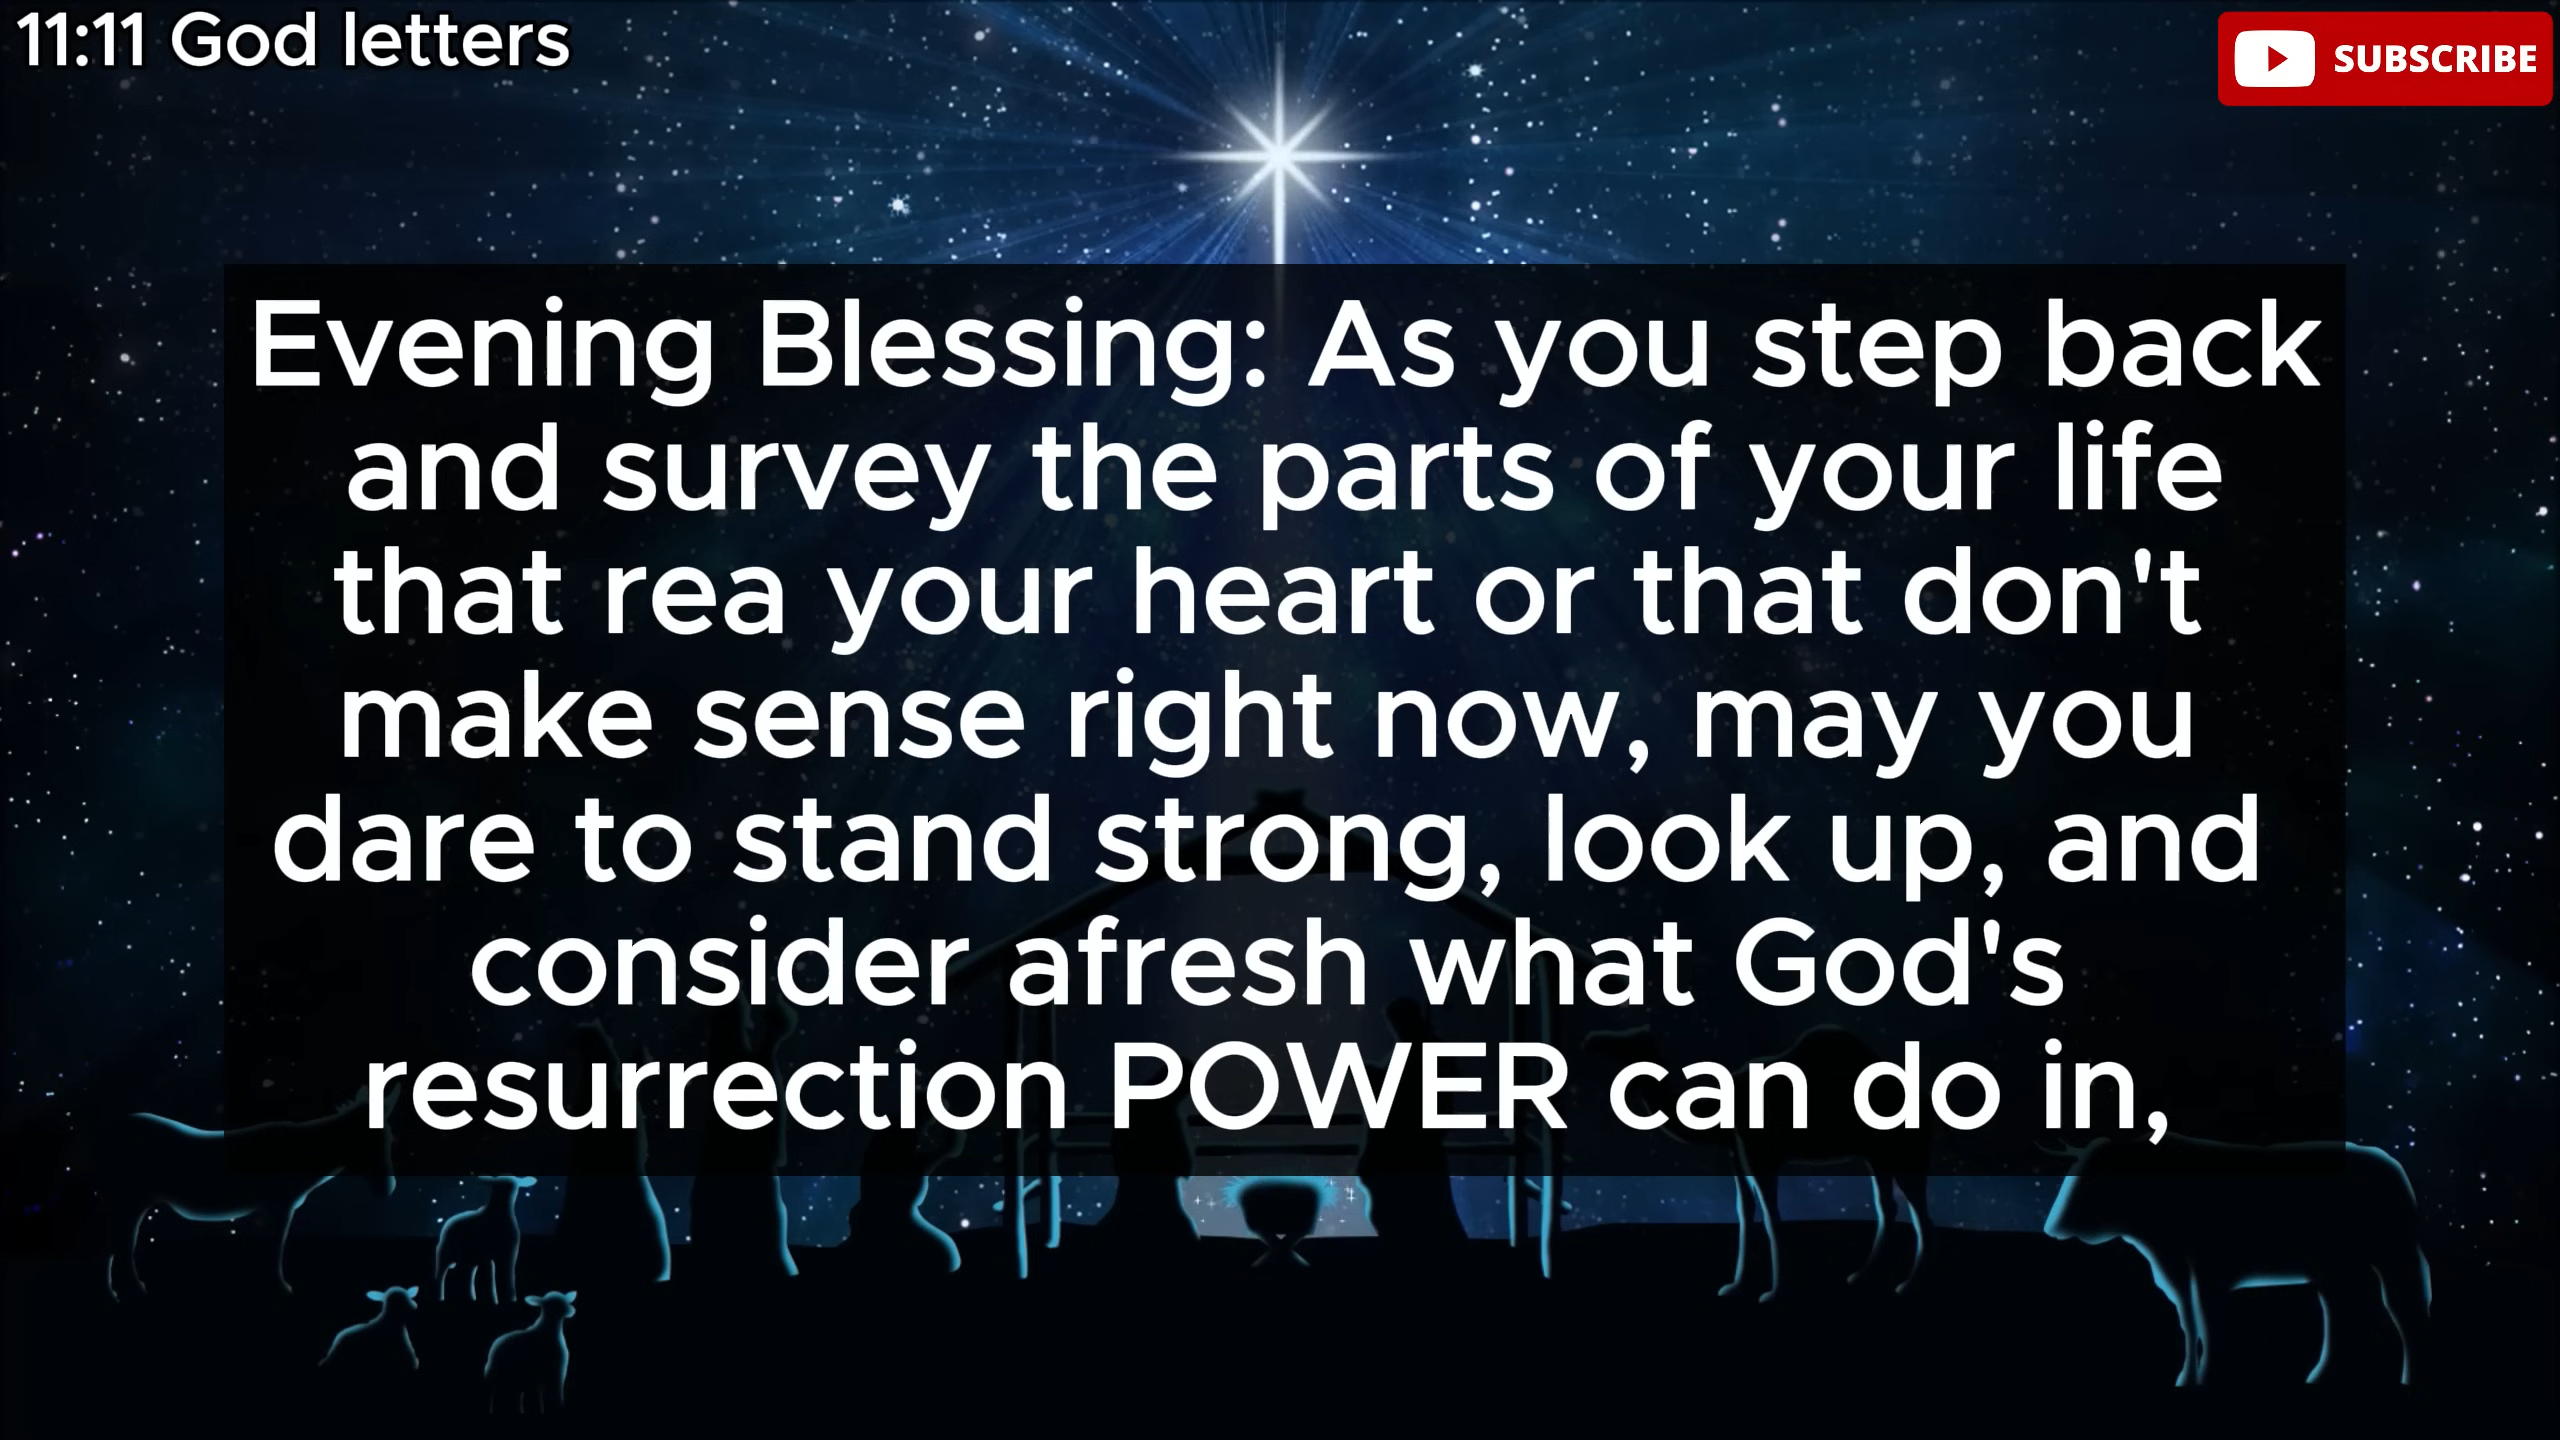 11:11 God letters
SUBSCRIBE
Evening Blessing: As you step back
and survey the parts of your life
that rea your heart or that don't
make sense right now, may you
dare to stand strong, look up, and
consider afresh what God's
resurrection POWER can do in,